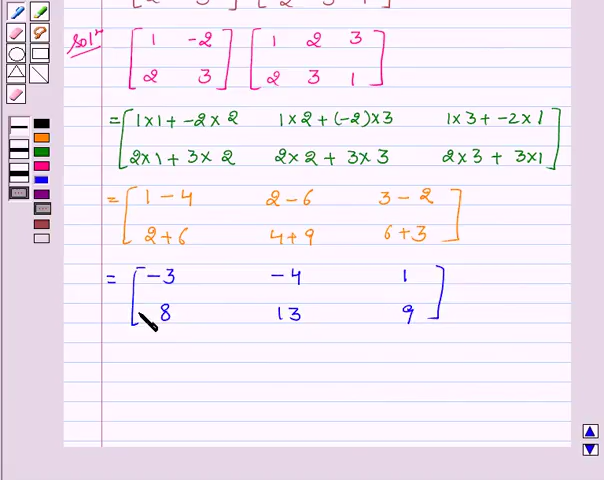 Solⁿ [ 1 -2 ] [ 1 2 3 ]
[ 2 3 ] [ 2 3 1 ]
= [ 1×1 + -2×2 1×2 + (-2)×3 1×3 + -2×1 ]
[ 2×1 + 3×2 2×2 + 3×3 2×3 + 3×1 ]
= [ 1-4 2-6 3-2 ]
[ 2+6 4+9 6+3 ]
= [ -3 -4 1 ]
[ 8 13 9 ]